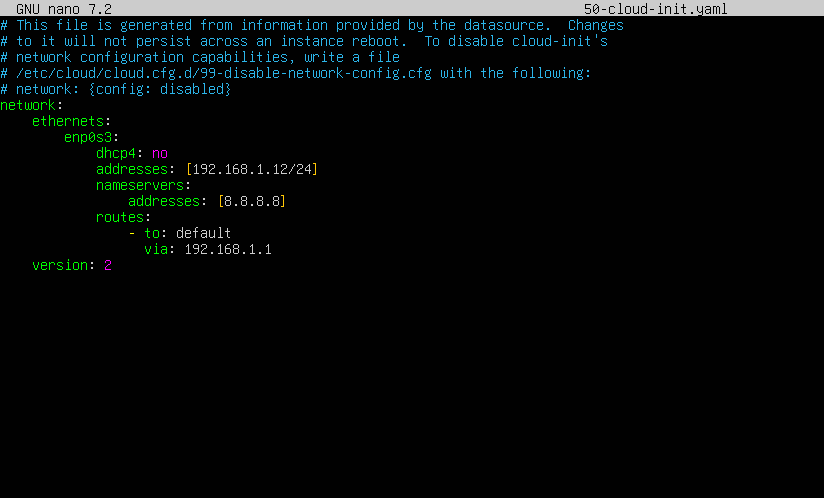 GNU nano 7.2 50-cloud-init.yaml
# This file is generated from information provided by the datasource.  Changes
# to it will not persist across an instance reboot.  To disable cloud-init's
# network configuration capabilities, write a file
# /etc/cloud/cloud.cfg.d/99-disable-network-config.cfg with the following:
# network: {config: disabled}
network:
    ethernets:
        enp0s3:
            dhcp4: no
            addresses: [192.168.1.12/24]
            nameservers:
                addresses: [8.8.8.8]
            routes:
                - to: default
                  via: 192.168.1.1
    version: 2